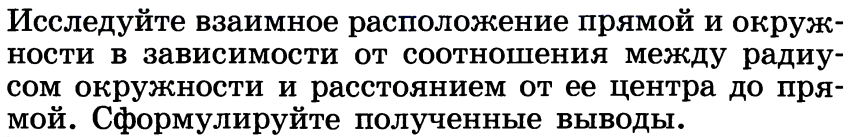 Исследуйте взаимное расположение прямой и окруж-
ности в зависимости от соотношения между радиу-
сом окружности и расстоянием от ее центра до пря-
мой. Сформулируйте полученные выводы.